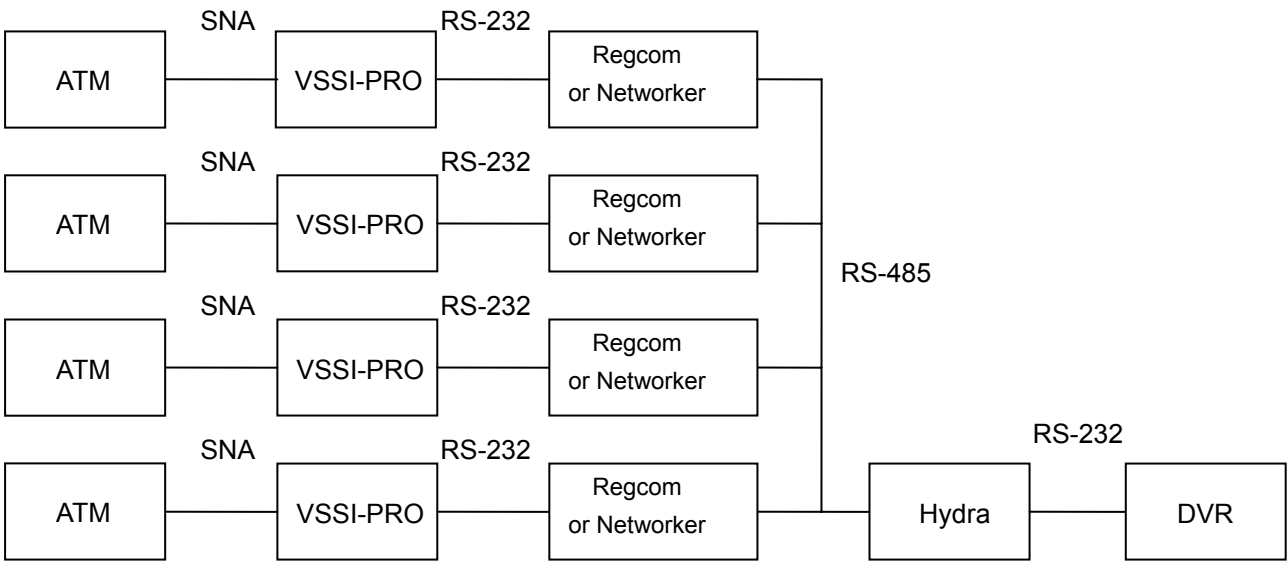 SNA RS-232
ATM VSSI-PRO Regcom
or Networker
SNA RS-232
ATM VSSI-PRO Regcom
or Networker
RS-485
SNA RS-232
ATM VSSI-PRO Regcom
or Networker
RS-232
SNA RS-232
ATM VSSI-PRO Regcom
or Networker
Hydra DVR